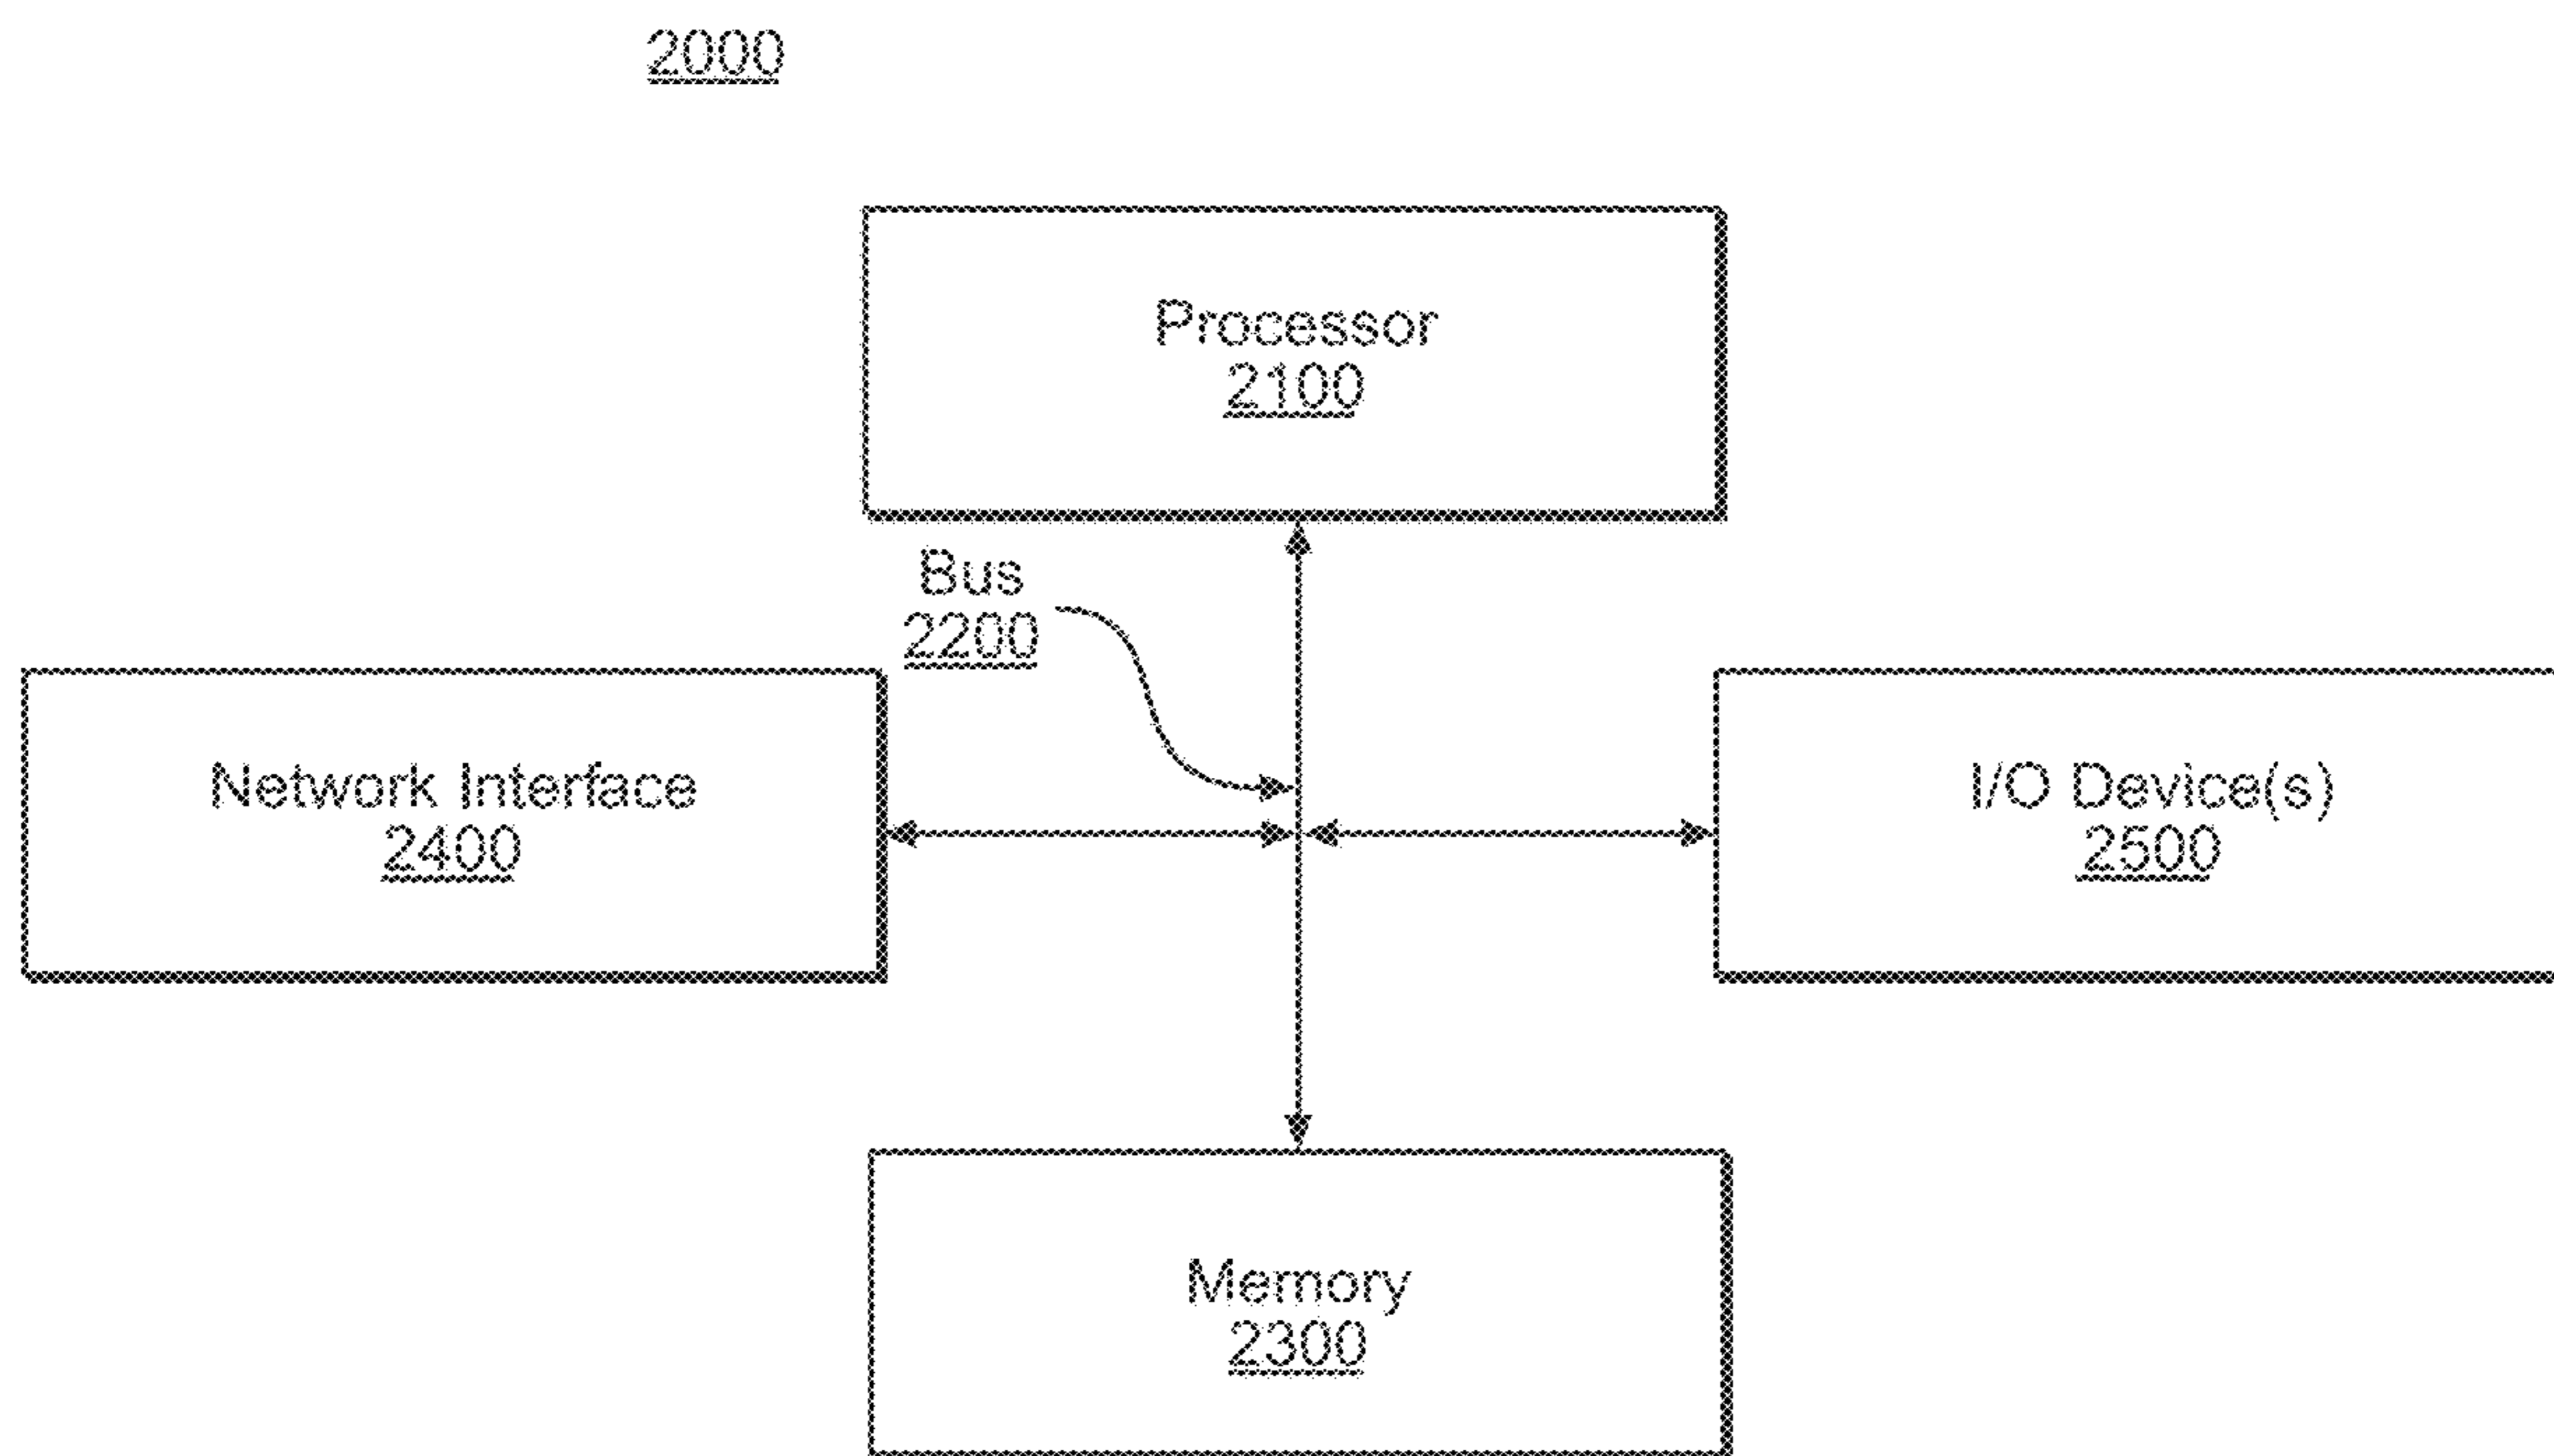 2000
Processor
2100
Bus
2200
Network Interface
2400
I/O Device(s)
2500
Memory
2300